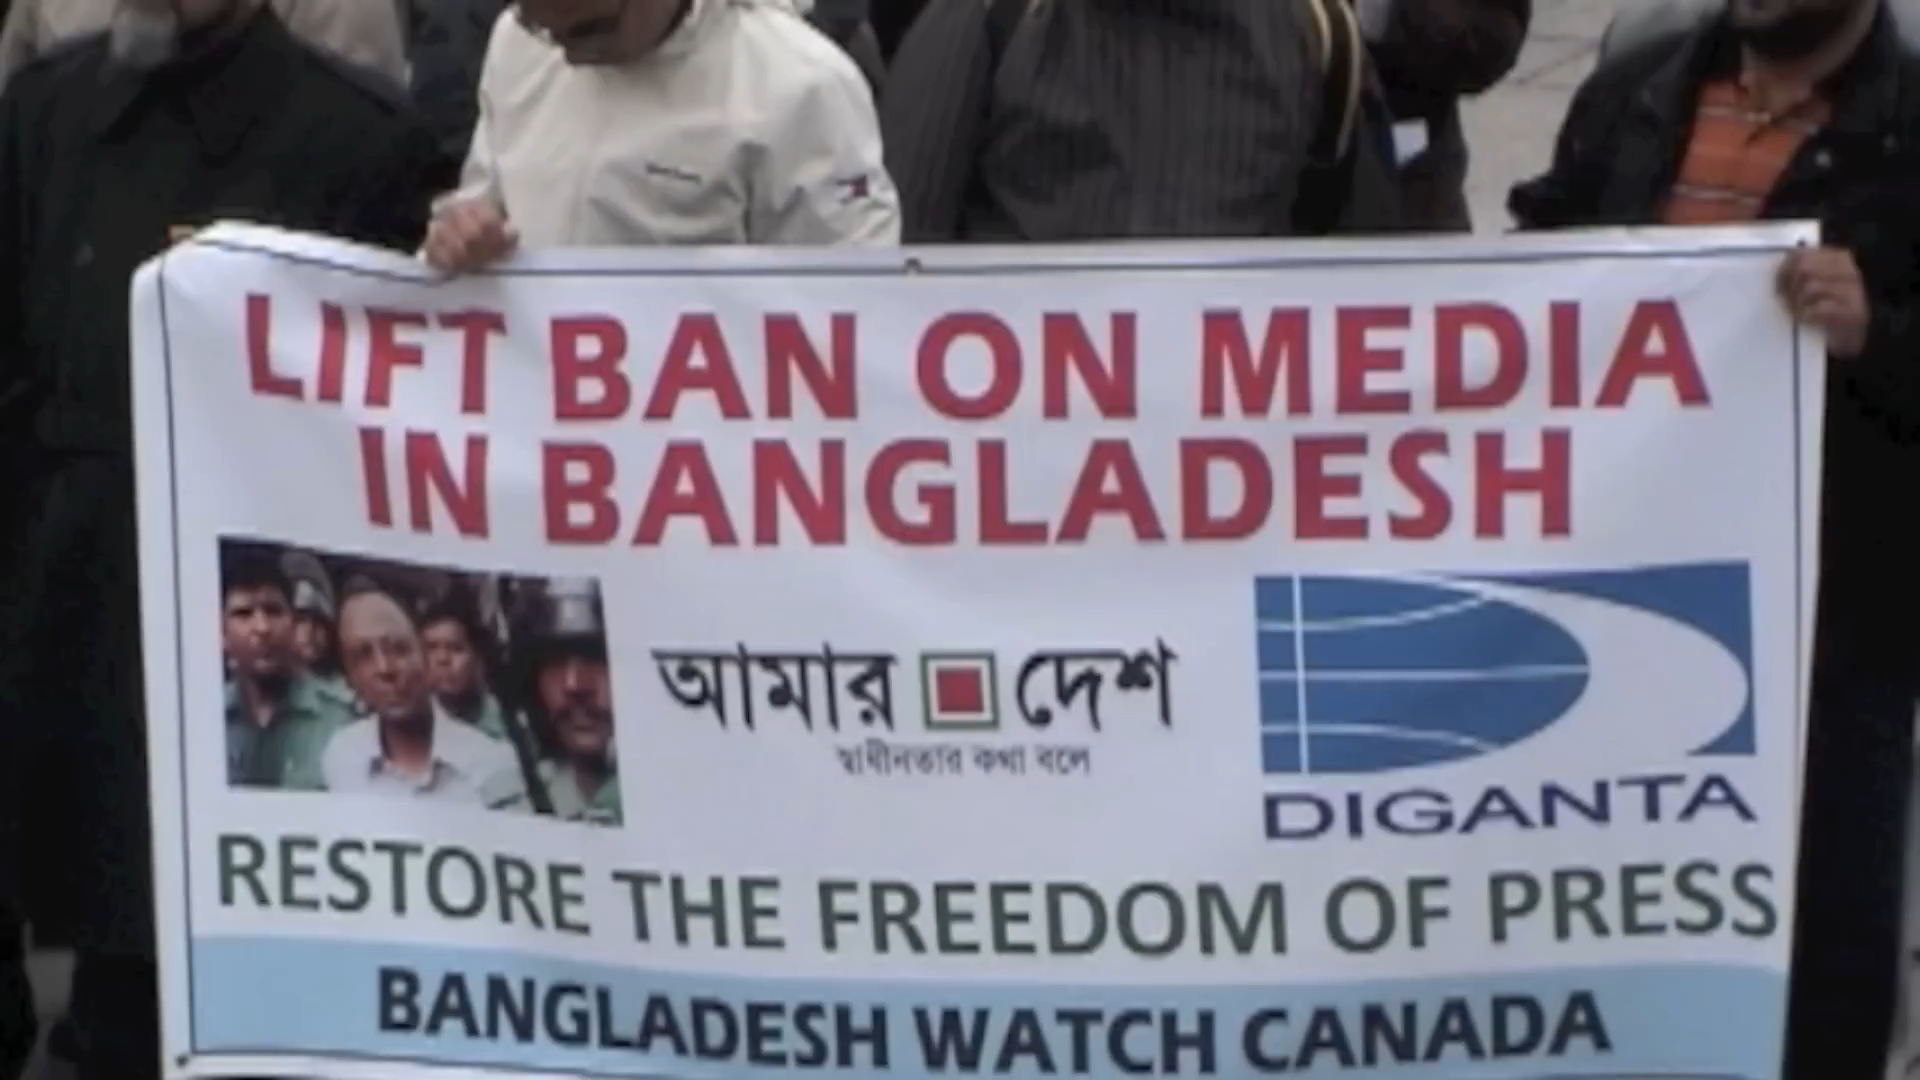 LIFT BAN ON MEDIA
IN BANGLADESH
আমার দেশ
স্বাধীনতার কথা বলে
DIGANTA
RESTORE THE FREEDOM OF PRESS
BANGLADESH WATCH CANADA